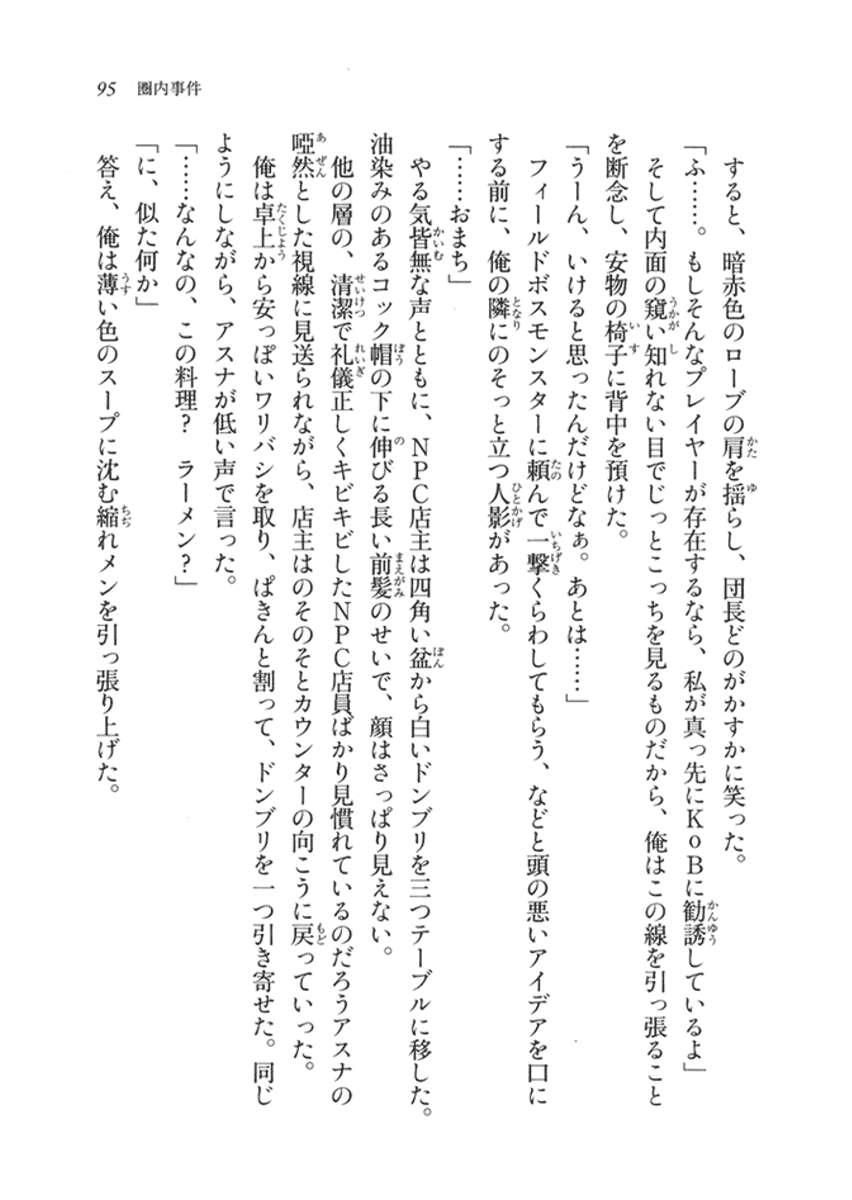 95　圏内事件
　すると、暗赤色のローブの肩を揺らし、団長どのがかすかに笑った。
「ふ……。もしそんなプレイヤーが存在するなら、私が真っ先にＫｏＢに勧誘しているよ」
　そして内面の窺い知れない目でじっとこっちを見るものだから、俺はこの線を引っ張ること
を断念し、安物の椅子に背中を預けた。
「うーん、いけると思ったんだけどなぁ。あとは……」
　フィールドボスモンスターに頼んで一撃くらわしてもらう、などと頭の悪いアイデアを口に
する前に、俺の隣にのそっと立つ人影があった。
「……おまち」
　やる気皆無な声とともに、ＮＰＣ店主は四角い盆から白いドンブリを三つテーブルに移した。
油染みのあるコック帽の下に伸びる長い前髪のせいで、顔はさっぱり見えない。
　他の層の、清潔で礼儀正しくキビキビしたＮＰＣ店員ばかり見慣れているのだろうアスナの
啞然とした視線に見送られながら、店主はのそのそとカウンターの向こうに戻っていった。
　俺は卓上から安っぽいワリバシを取り、ぱきんと割って、ドンブリを一つ引き寄せた。同じ
ようにしながら、アスナが低い声で言った。
「……なんなの、この料理？　ラーメン？」
「に、似た何か」
　答え、俺は薄い色のスープに沈む縮れメンを引っ張り上げた。